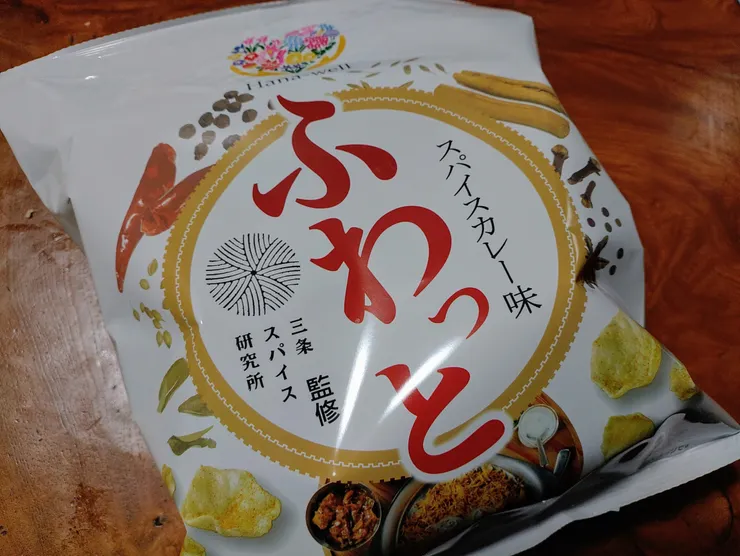 Hana-well
スパイスカレー味
ふわっと
三条
スパイス
研究所
監修